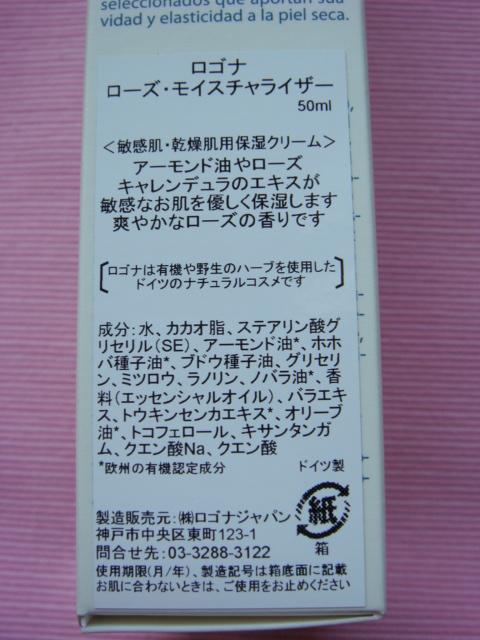 seleccionados que aportan sua
vidad y elasticidad a la piel seca.
ロゴナ
ローズ・モイスチャライザー
50ml
＜敏感肌・乾燥肌用保湿クリーム＞
アーモンド油やローズ
キャレンデュラのエキスが
敏感なお肌を優しく保湿します
爽やかなローズの香りです
ロゴナは有機や野生のハーブを使用した
ドイツのナチュラルコスメです
成分：水、カカオ脂、ステアリン酸グ
リセリル（SE）、アーモンド油*、ホホ
バ種子油*、ブドウ種子油、グリセリ
ン、ミツロウ、ラノリン、ノバラ油*、香
料（エッセンシャルオイル）、バラエキ
ス、トウキンセンカエキス*、オリーブ
油*、トコフェロール、キサンタンガ
ム、クエン酸Na、クエン酸
*欧州の有機認定成分　ドイツ製
製造販売元：㈱ロゴナジャパン
神戸市中央区東町123-1
問合せ先：03-3288-3122
紙
箱
使用期限（月/年）、製造記号は箱底面に記載
お肌に合わないときは、ご使用をお止めください